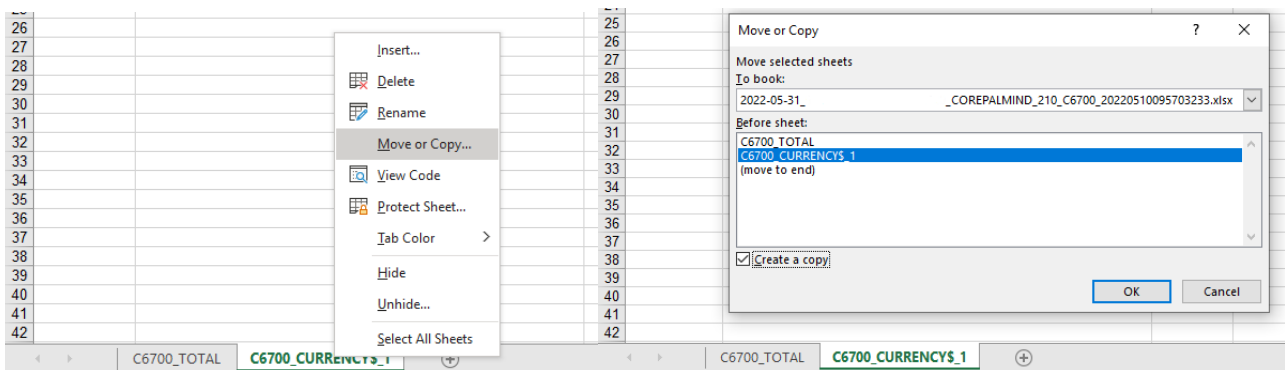 25
26
27
28
29
30
31
32
33
34
35
36
37
38
39
40
41
42
Insert...
Delete
Rename
Move or Copy...
View Code
Protect Sheet...
Tab Color
Hide
Unhide...
Select All Sheets
C6700_TOTAL C6700_CURRENCY$_1
25
26
27
28
29
30
31
32
33
34
35
36
37
38
39
40
41
42
Move or Copy ?
Move selected sheets
To book:
2022-05-31_ _COREPALMIND_210_C6700_20220510095703233.xlsx
Before sheet:
C6700_TOTAL
C6700_CURRENCY$_1
(move to end)
Create a copy
OK Cancel
C6700_TOTAL C6700_CURRENCY$_1